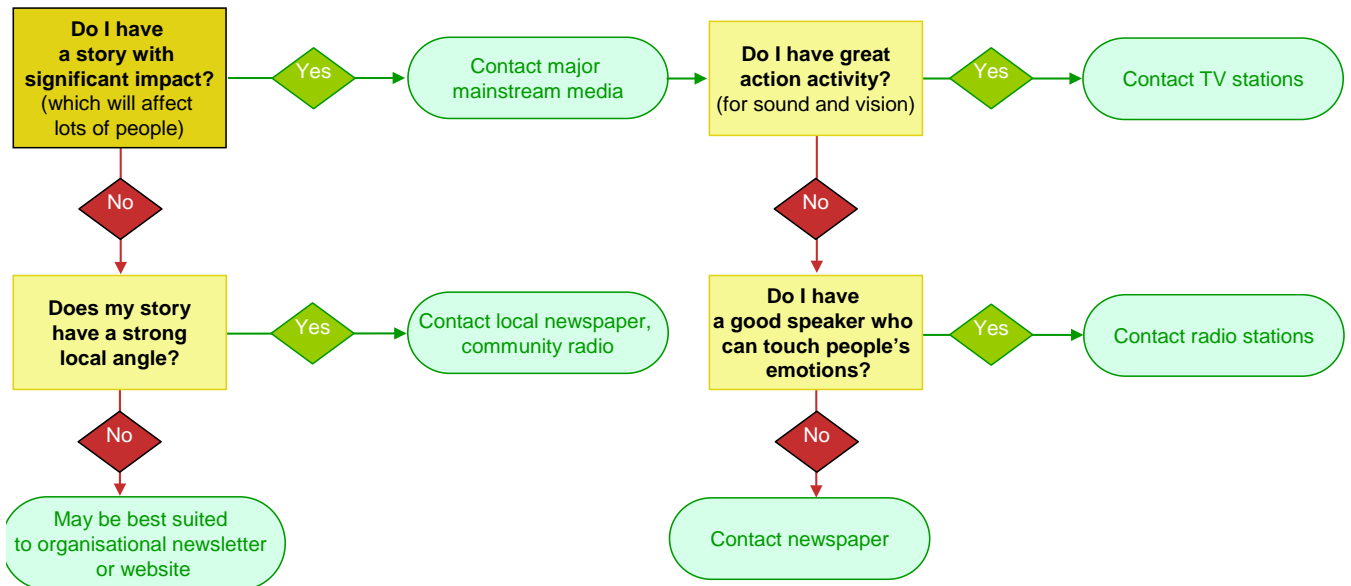 Do I have
a story with
significant impact?
(which will affect
lots of people)
Yes
Contact major
mainstream media
Do I have great
action activity?
(for sound and vision)
Yes
Contact TV stations
No
No
Does my story
have a strong
local angle?
Yes
Contact local newspaper,
community radio
Do I have
a good speaker who
can touch people’s
emotions?
Yes
Contact radio stations
No
No
May be best suited
to organisational newsletter
or website
Contact newspaper